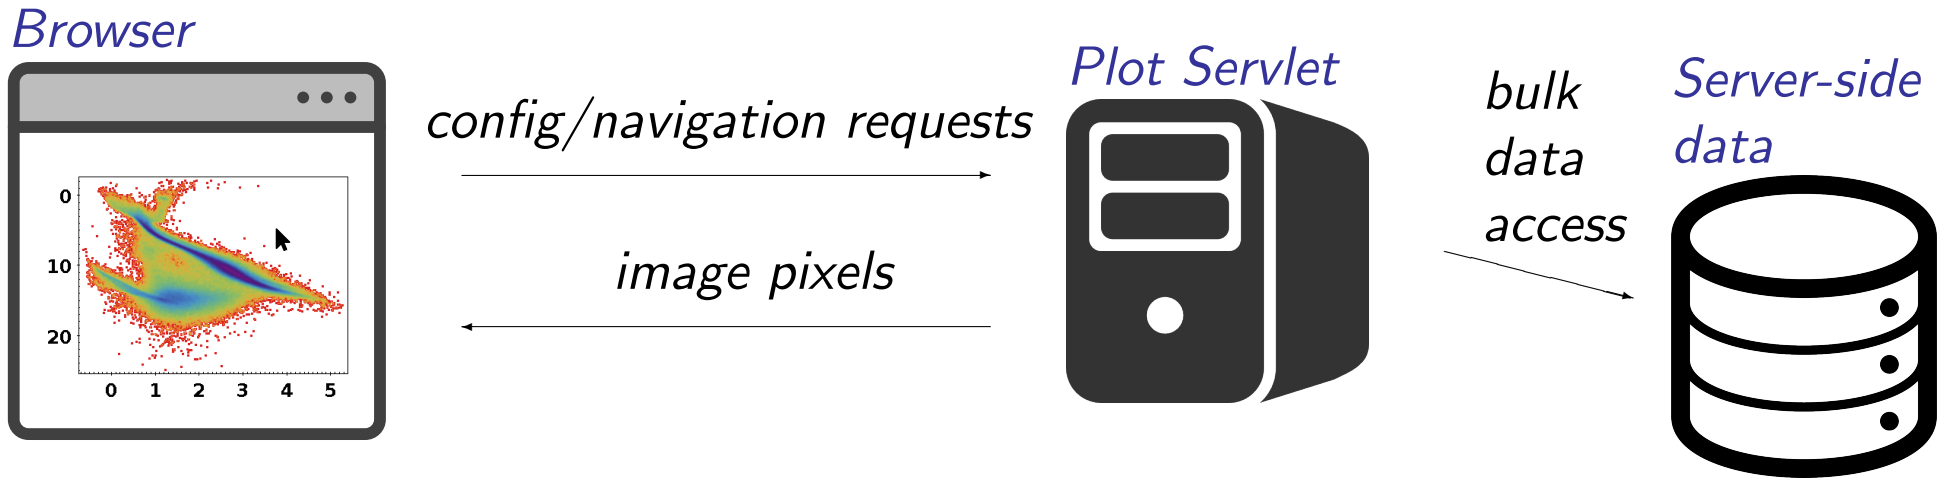 Browser
0
10
20
0 1 2 3 4 5
config/navigation requests
image pixels
Plot Servlet
bulk
data
access
Server-side
data